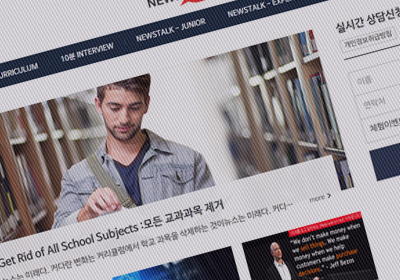 NEW
CURRICULUM
10분 INTERVIEW
NEWSTALK - JUNIOR
NEWSTALK - EXPE
실시간 상담신청
개인정보취급방침
이름
연락처
체험이벤
Get Rid of All School Subjects :모든 교과과목 제거
뉴스는 미래다. 커다란 변화는 커리큘럼에서 학교 과목을 삭제하는 것이뉴스는 미래다. 커다…
more >
"We don't make money when
we sell things. We make
money when we help
customers make purchase
decisions." - Jeff Bezos